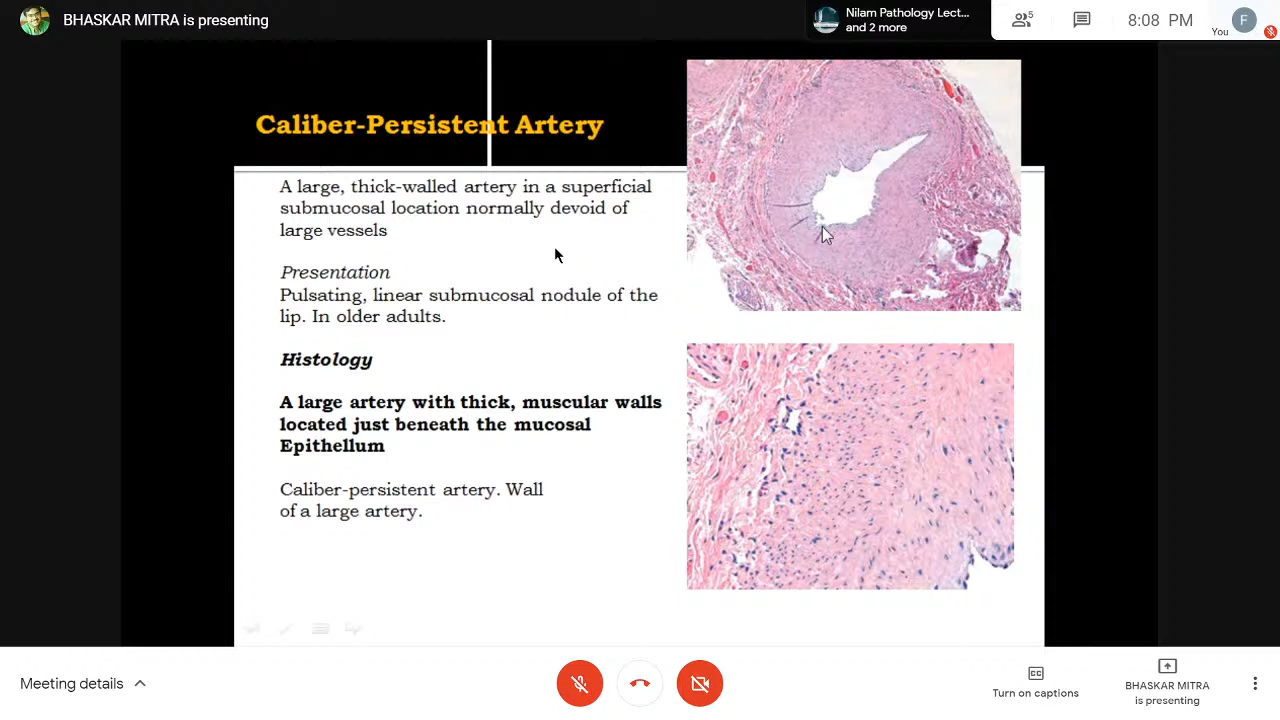 BHASKAR MITRA is presenting
Nilam Pathology Lect...
and 2 more
5
8:08 PM
You
F
Caliber-Persistent Artery
A large, thick-walled artery in a superficial
submucosal location normally devoid of
large vessels
Presentation
Pulsating, linear submucosal nodule of the
lip. In older adults.
Histology
A large artery with thick, muscular walls
located just beneath the mucosal
Epithellum
Caliber-persistent artery. Wall
of a large artery.
Meeting details
CC
Turn on captions
BHASKAR MITRA
is presenting